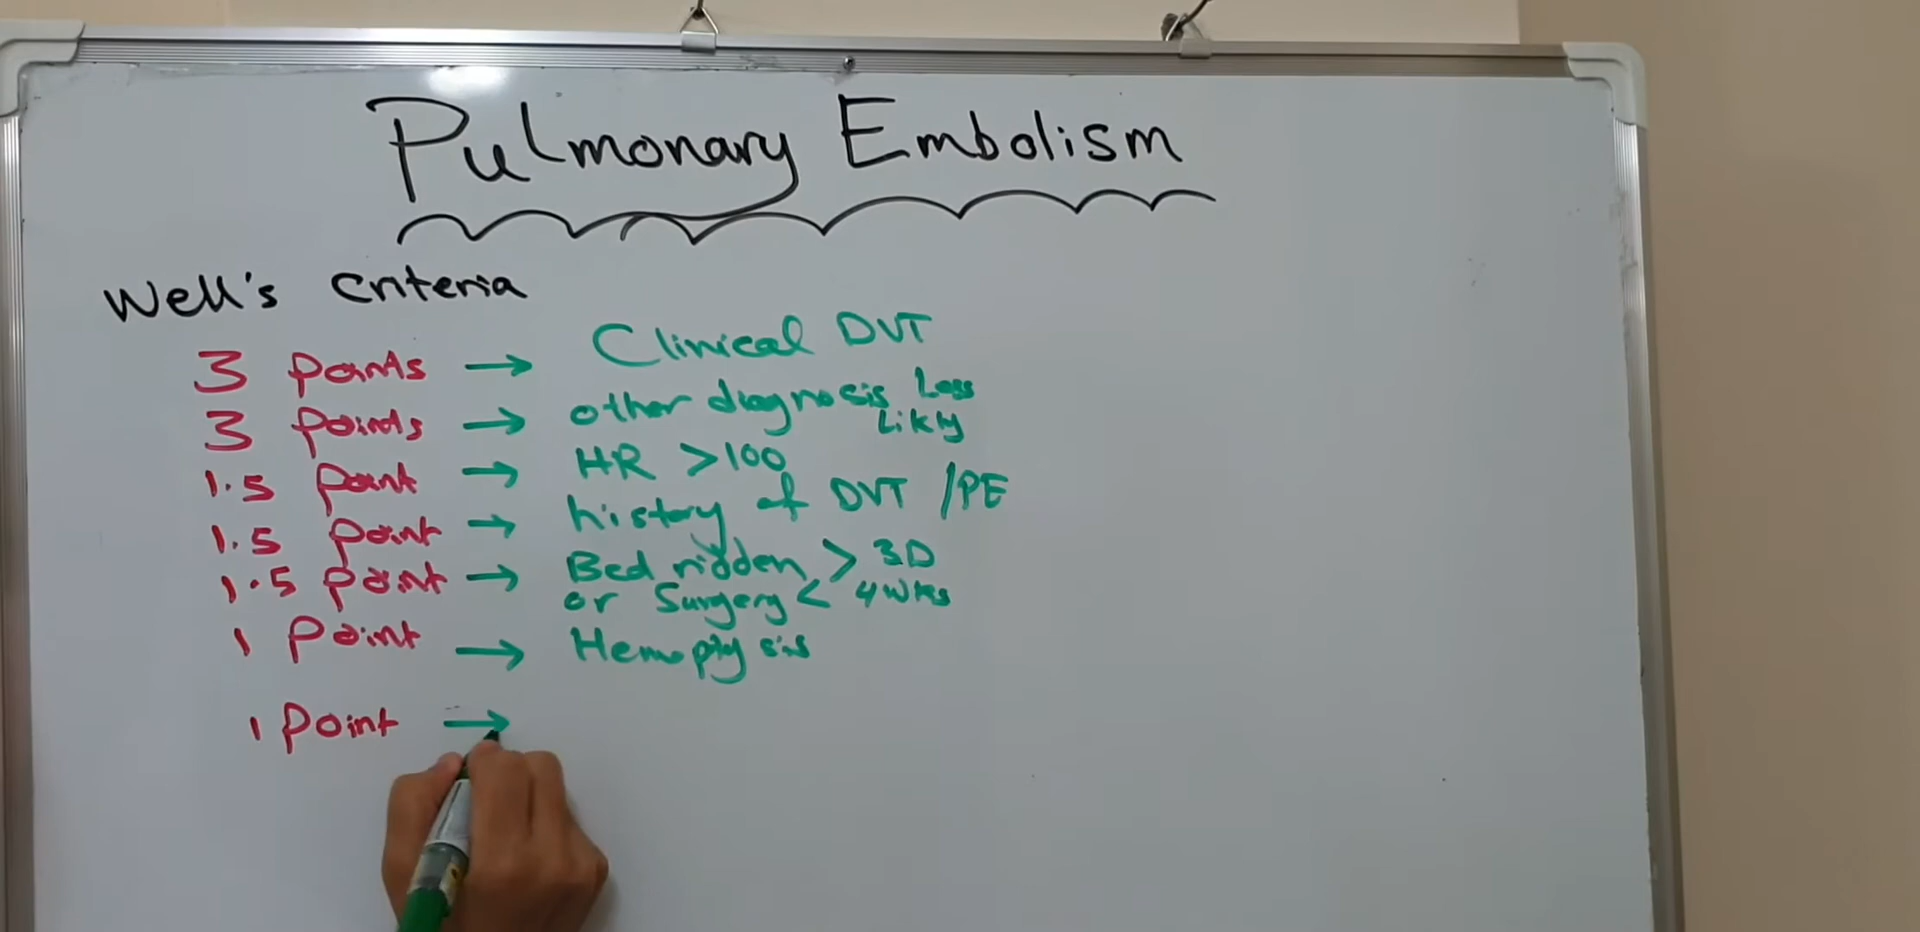 Pulmonary Embolism
Well's criteria
3 Points → Clinical DVT
3 Points → other diagnosis Less
Likly
1.5 Point → HR >100
1.5 Point → history of DVT /PE
1.5 Point → Bed ridden > 3D
or Surgery < 4wks
1 Point → Hemoptysis
1 Point →